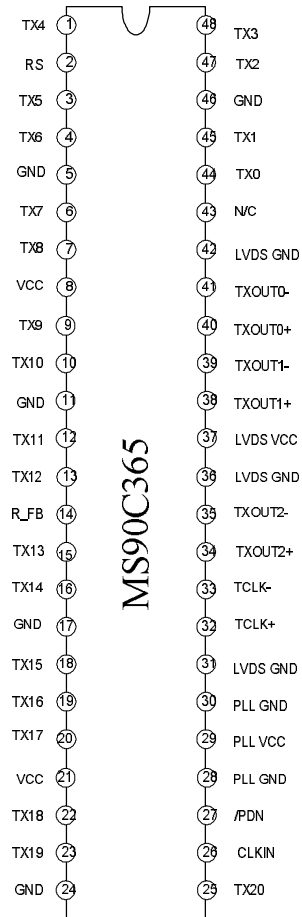 TX4 1 48 TX3
RS 2 47 TX2
TX5 3 46 GND
TX6 4 45 TX1
GND 5 44 TX0
TX7 6 43 N/C
TX8 7 42 LVDS GND
VCC 8 41 TXOUT0-
TX9 9 40 TXOUT0+
TX10 10 39 TXOUT1-
GND 11 38 TXOUT1+
TX11 12 37 LVDS VCC
TX12 13 36 LVDS GND
R_FB 14 35 TXOUT2-
TX13 15 34 TXOUT2+
TX14 16 33 TCLK-
GND 17 32 TCLK+
TX15 18 31 LVDS GND
TX16 19 30 PLL GND
TX17 20 29 PLL VCC
VCC 21 28 PLL GND
TX18 22 27 /PDN
TX19 23 26 CLKIN
GND 24 25 TX20
MS90C365